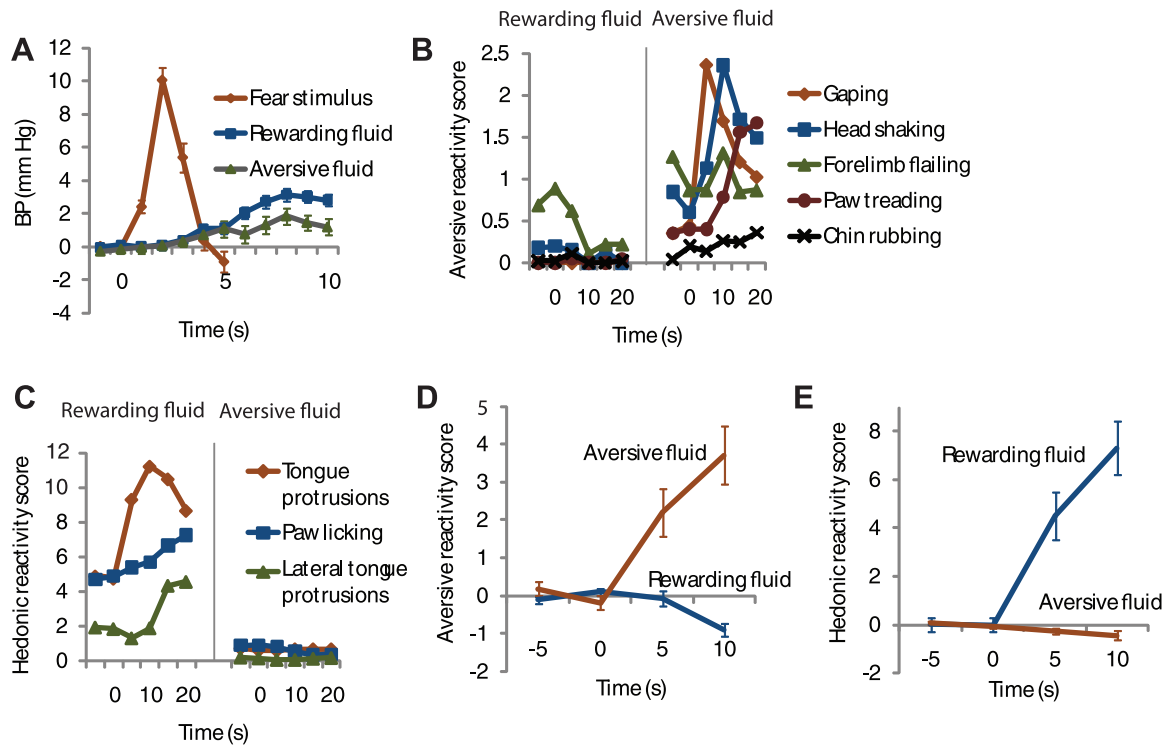 A
BP (mm Hg)
12
10
8
6
4
2
0
-2
-4
0
5
10
Time (s)
Fear stimulus
Rewarding fluid
Aversive fluid
B
Rewarding fluid
Aversive fluid
Aversive reactivity score
2.5
2
1.5
1
0.5
0
0
10
20
0
10
20
Time (s)
Gaping
Head shaking
Forelimb flailing
Paw treading
Chin rubbing
C
Rewarding fluid
Aversive fluid
Hedonic reactivity score
12
10
8
6
4
2
0
0
10
20
0
10
20
Time (s)
Tongue
protrusions
Paw licking
Lateral tongue
protrusions
D
Aversive reactivity score
5
4
3
2
1
0
-1
-2
Aversive fluid
Rewarding fluid
-5
0
5
10
Time (s)
E
Hedonic reactivity score
8
6
4
2
0
-2
Rewarding fluid
Aversive fluid
-5
0
5
10
Time (s)